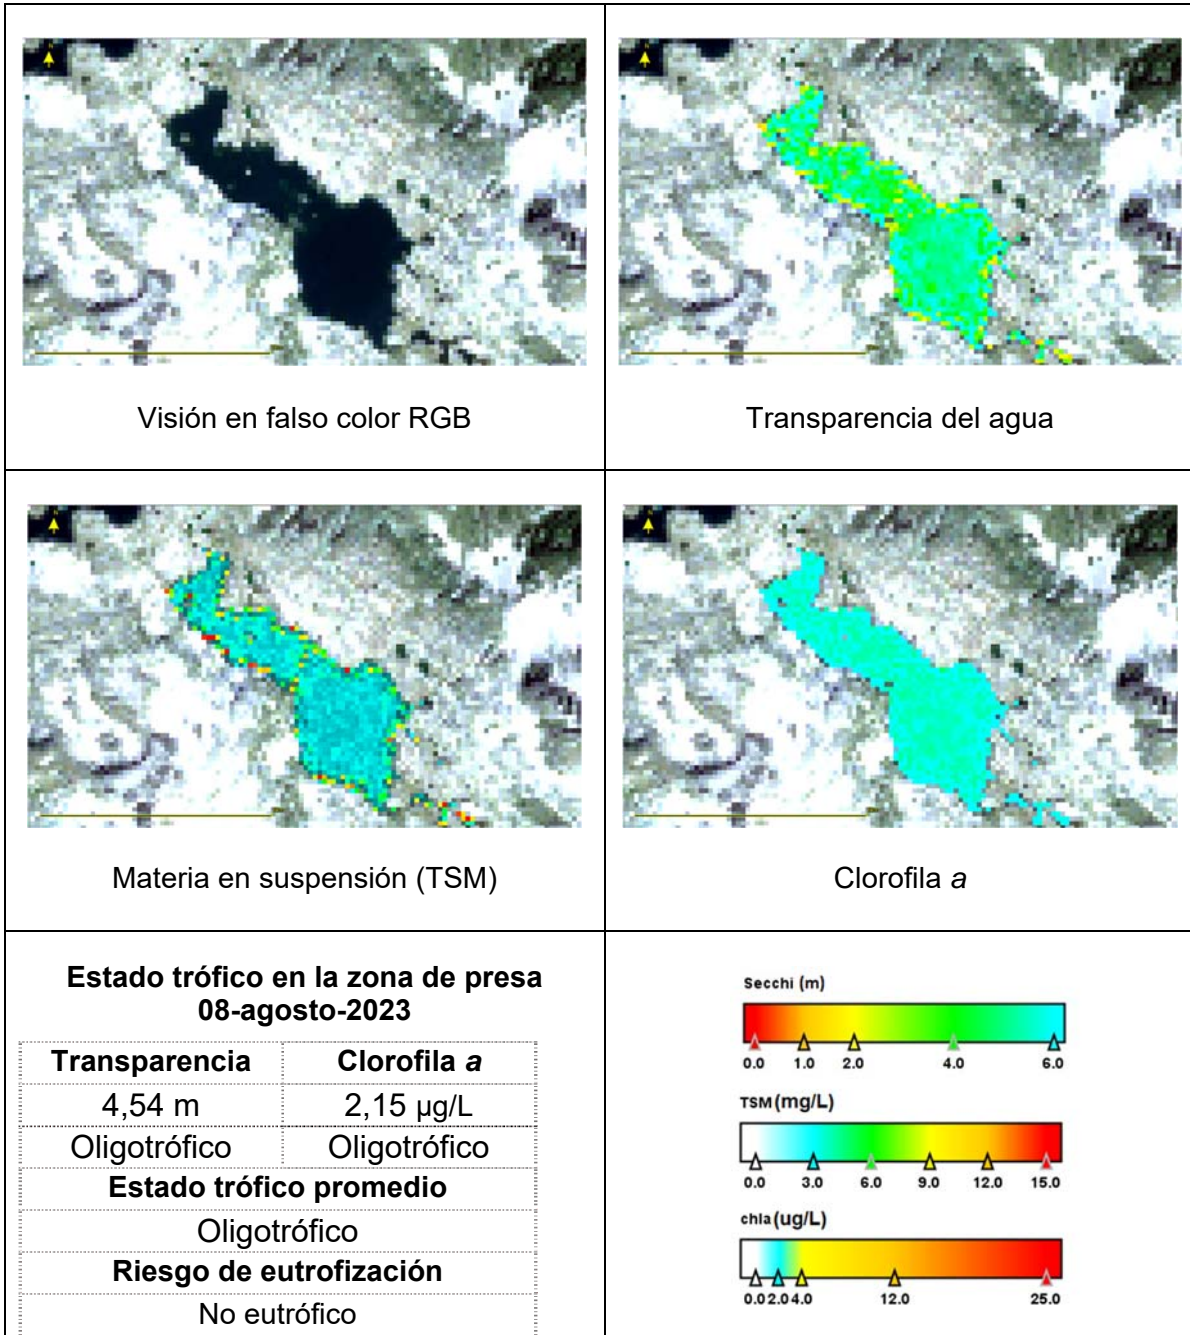 N
N
Visión en falso color RGB
Transparencia del agua
N
N
Materia en suspensión (TSM)
Clorofila a
Estado trófico en la zona de presa
08-agosto-2023
Transparencia Clorofila a
4,54 m 2,15 µg/L
Oligotrófico Oligotrófico
Estado trófico promedio
Oligotrófico
Riesgo de eutrofización
No eutrófico
Secchi (m)
0.0 1.0 2.0 4.0 6.0
TSM (mg/L)
0.0 3.0 6.0 9.0 12.0 15.0
chla (ug/L)
0.0 2.0 4.0 12.0 25.0